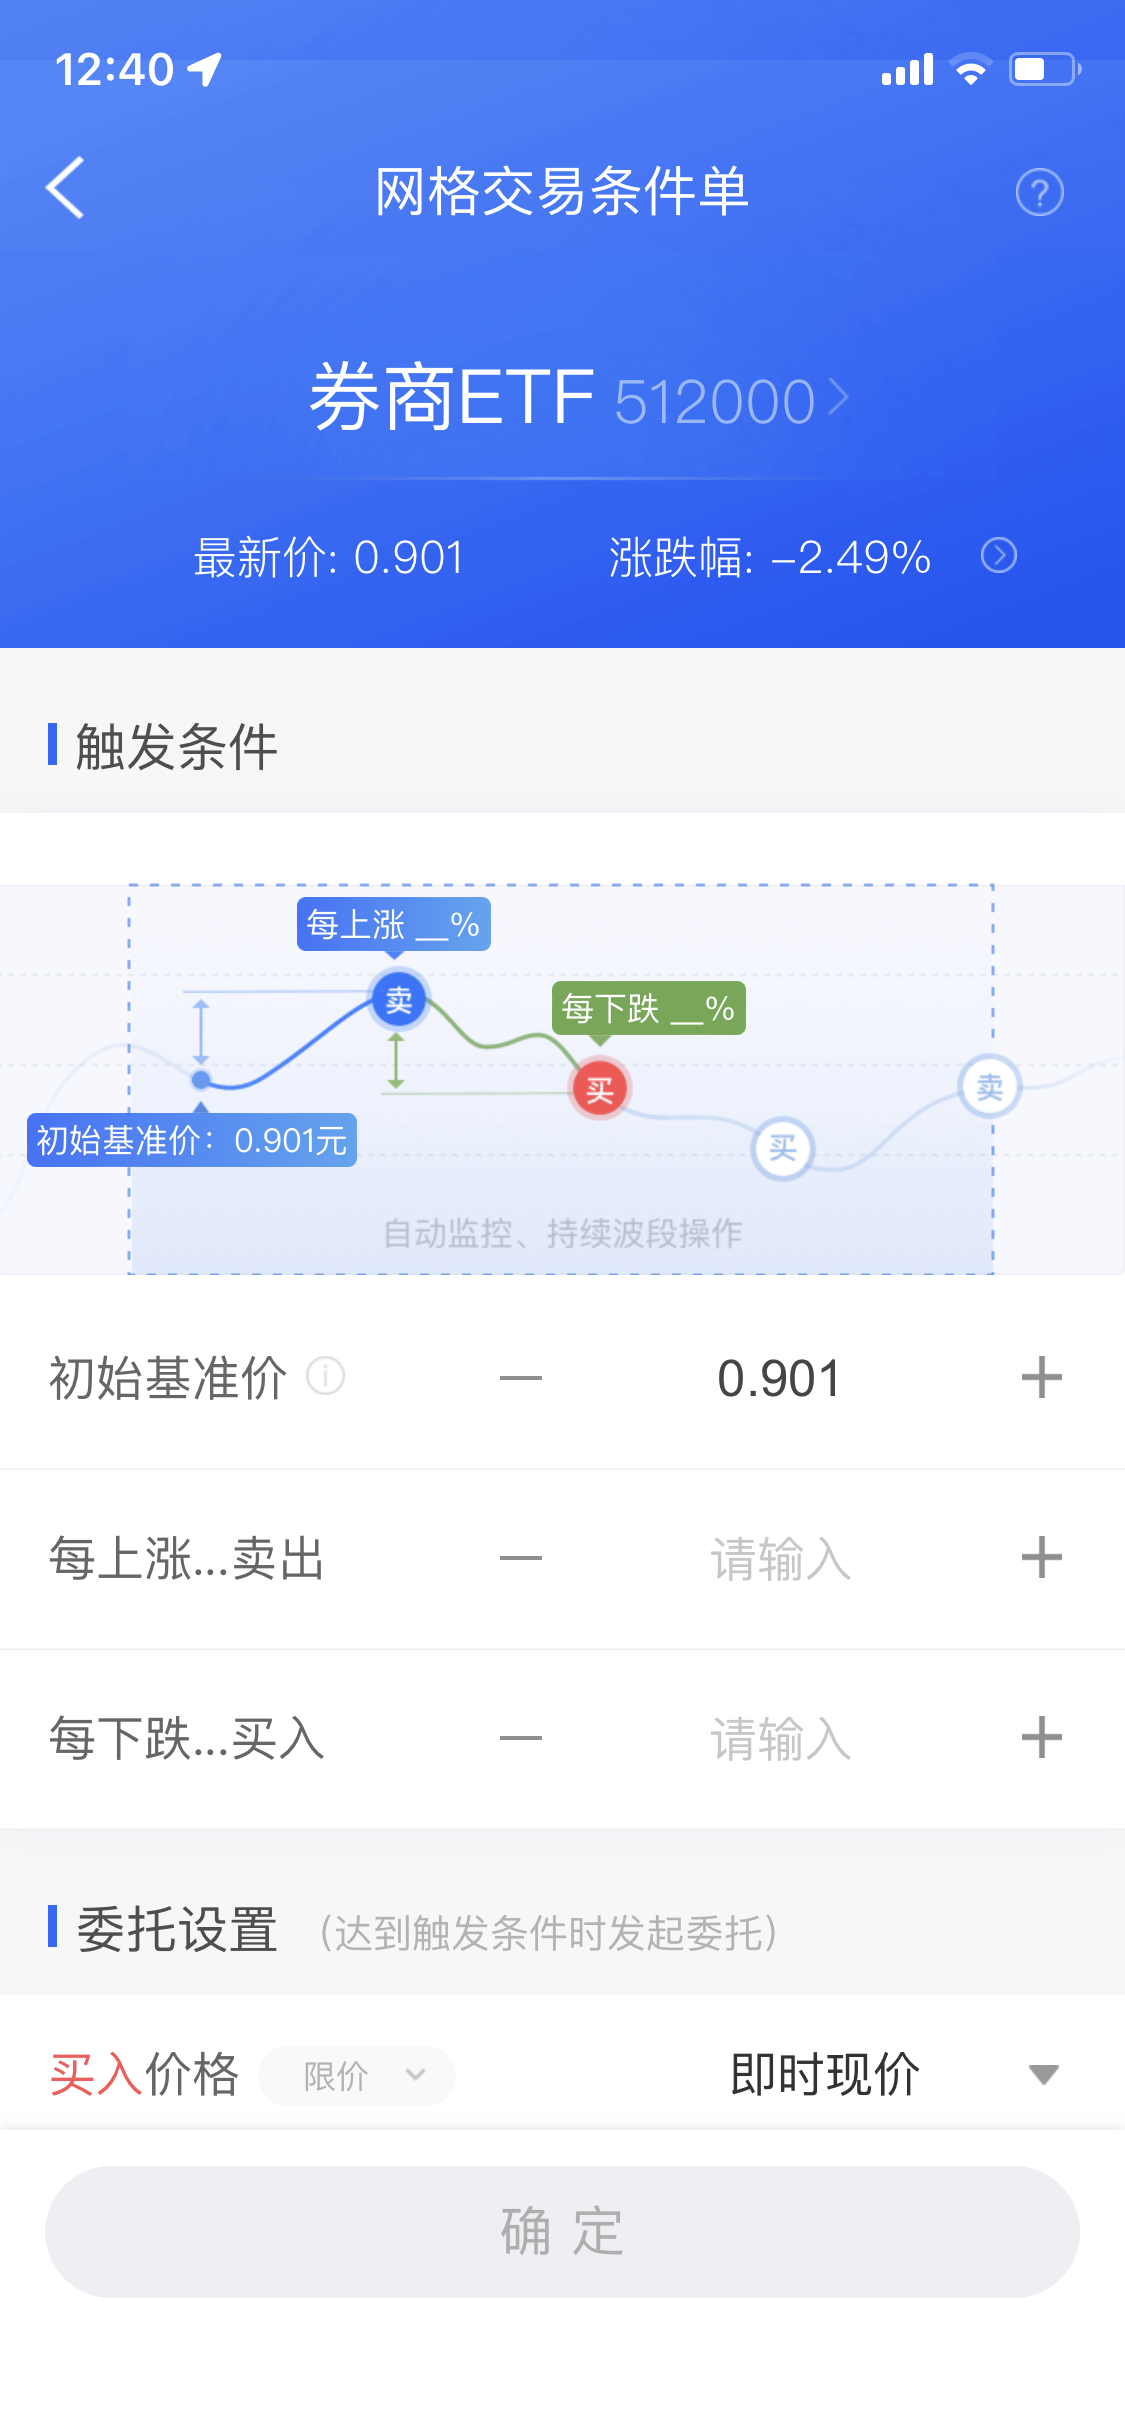 12:40
网格交易条件单
?
券商ETF 512000
最新价: 0.901 涨跌幅: -2.49%
触发条件
每上涨 __%
卖
每下跌 __%
买
卖
初始基准价：0.901元
买
自动监控、持续波段操作
初始基准价 i — 0.901 +
每上涨...卖出 — 请输入 +
每下跌...买入 — 请输入 +
委托设置 (达到触发条件时发起委托)
买入价格 限价 即时现价
确 定